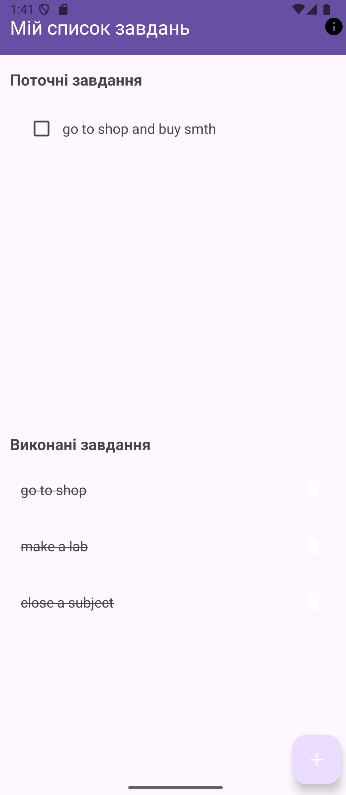 1:41
Мій список завдань
Поточні завдання
go to shop and buy smth
Виконані завдання
go to shop
make a lab
close a subject